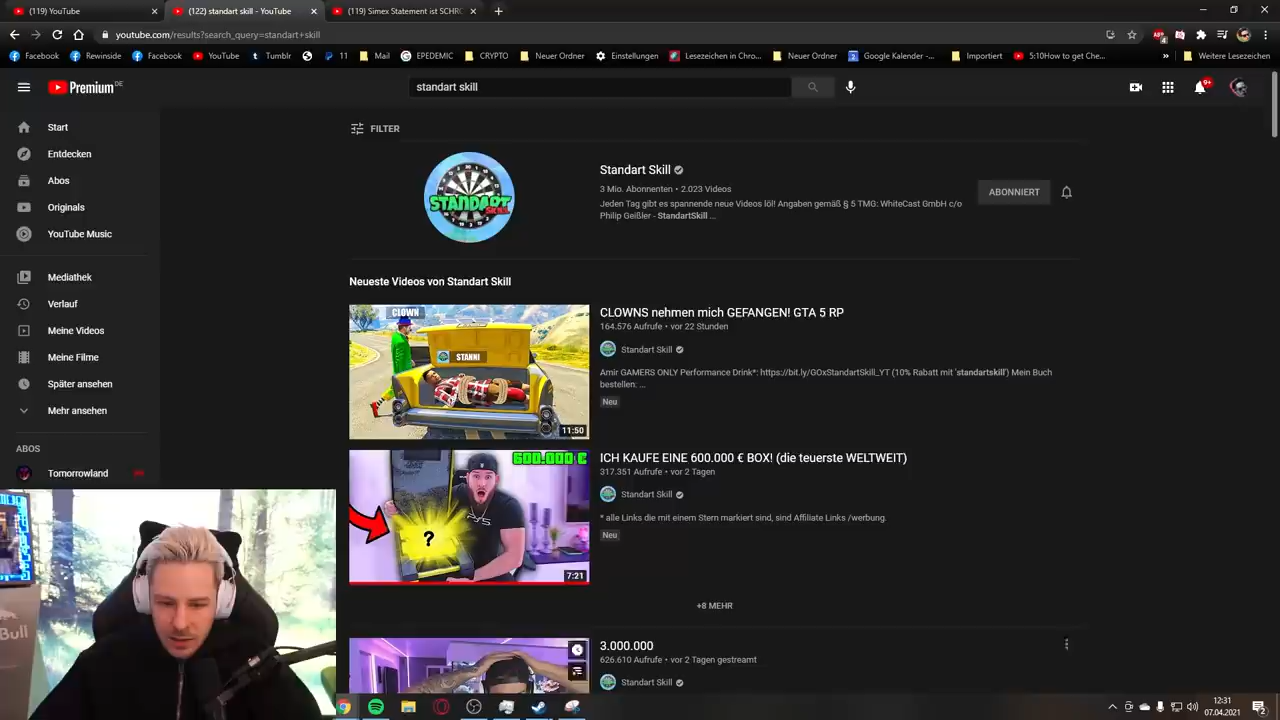 (119) YouTube
(122) standart skill - YouTube
(119) Simex Statement ist SCHRO
youtube.com/results?search_query=standart+skill
Facebook
Rewinside
Facebook
YouTube
Tumblr
11
Mail
EPEDEMIC
CRYPTO
Neuer Ordner
Einstellungen
Lesezeichen in Chro...
Neuer Ordner
Google Kalender -...
Importiert
5:10How to get Che...
»
Weitere Lesezeichen
Premium DE
standart skill
9+
Start
Entdecken
Abos
Originals
YouTube Music
Mediathek
Verlauf
Meine Videos
Meine Filme
Später ansehen
Mehr ansehen
ABOS
Tomorrowland
FILTER
STANDART
SKILL
Standart Skill
3 Mio. Abonnenten • 2.023 Videos
Jeden Tag gibt es spannende neue Videos löl! Angaben gemäß § 5 TMG: WhiteCast GmbH c/o
Philip Geißler - StandartSkill ...
ABONNIERT
Neueste Videos von Standart Skill
CLOWN
STANNI
11:50
CLOWNS nehmen mich GEFANGEN! GTA 5 RP
164.576 Aufrufe • vor 22 Stunden
Standart Skill
Amir GAMERS ONLY Performance Drink*: https://bit.ly/GOxStandartSkill_YT (10% Rabatt mit 'standartskill') Mein Buch
bestellen: ...
Neu
600.000 €
?
7:21
ICH KAUFE EINE 600.000 € BOX! (die teuerste WELTWEIT)
317.351 Aufrufe • vor 2 Tagen
Standart Skill
* alle Links die mit einem Stern markiert sind, sind Affiliate Links /werbung.
Neu
+8 MEHR
3.000.000
626.610 Aufrufe • vor 2 Tagen gestreamt
Standart Skill
Bull
12:31
07.04.2021